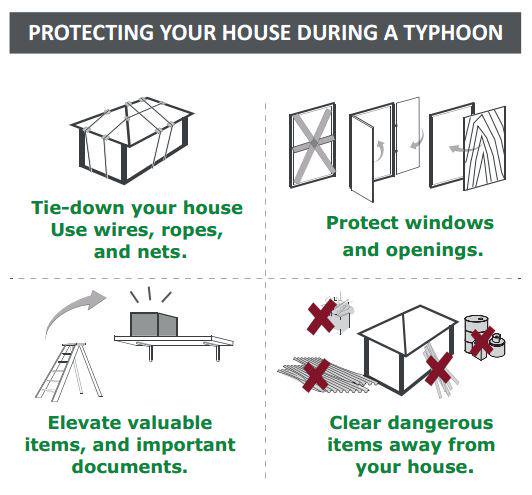 PROTECTING YOUR HOUSE DURING A TYPHOON
Tie-down your house
Use wires, ropes,
and nets.
Protect windows
and openings.
Elevate valuable
items, and important
documents.
Clear dangerous
items away from
your house.